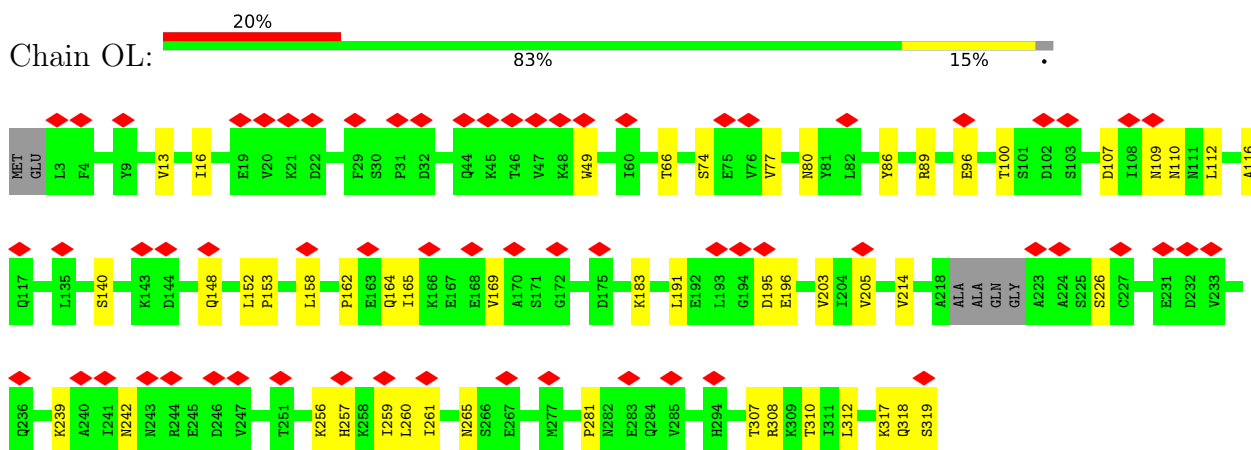 20%
Chain OL:
83% 15% •
MET GLU L3 F4 Y9 V13 I16 E19 V20 K21 D22 F29 S30 P31 D32 Q44 K45 T46 V47 K48 W49 I60 T66 S74 E75 V76 V77 N80 Y81 L82 Y86 R89 E96 T100 S101 D102 S103 D107 I108 N109 N110 N111 L112 A116
Q117 L135 S140 K143 D144 Q148 L152 P153 L158 P162 E163 Q164 I165 K166 E167 E168 V169 A170 S171 G172 D175 K183 L191 E192 L193 G194 D195 E196 V203 I204 V205 V214 A218 ALA ALA GLN GLY A223 A224 S225 S226 C227 E231 D232 V233
Q236 K239 A240 I241 N242 N243 R244 E245 D246 V247 T251 K256 H257 K258 I259 L260 I261 N265 S266 E267 M277 P281 N282 E283 Q284 V285 H294 T307 R308 K309 T310 I311 L312 K317 Q318 S319